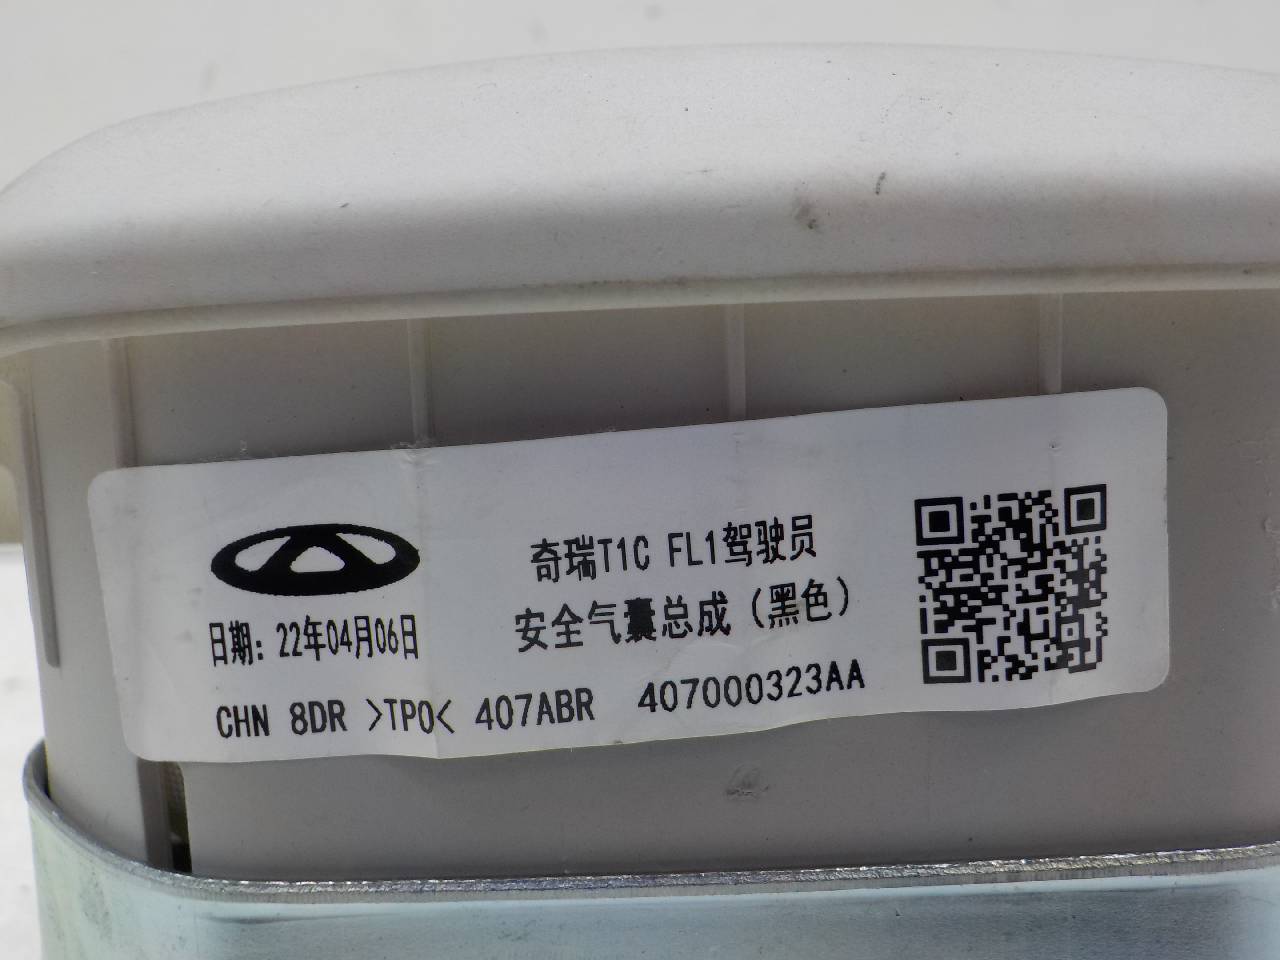 奇瑞T1C FL1驾驶员
安全气囊总成（黑色）
日期：22年04月06日
CHN 8DR >TPO< 407ABR 407000323AA